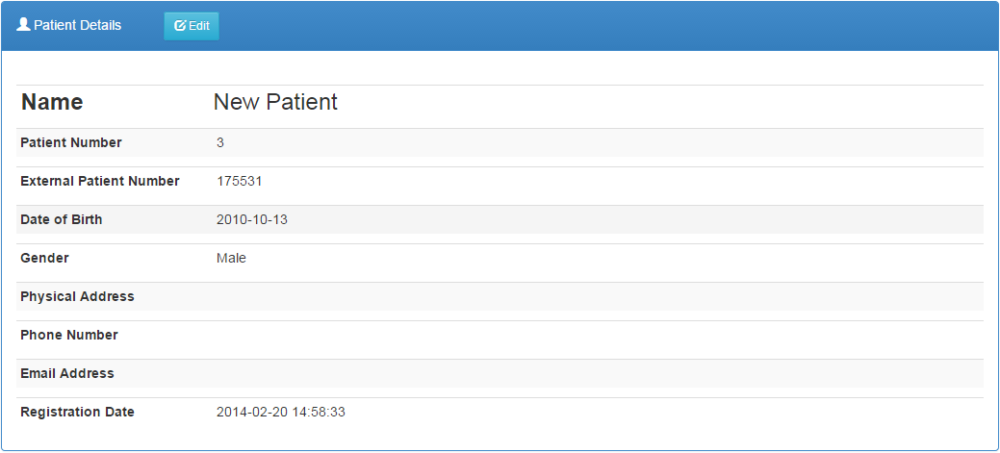 Patient Details Edit
Name New Patient
Patient Number 3
External Patient Number 175531
Date of Birth 2010-10-13
Gender Male
Physical Address
Phone Number
Email Address
Registration Date 2014-02-20 14:58:33